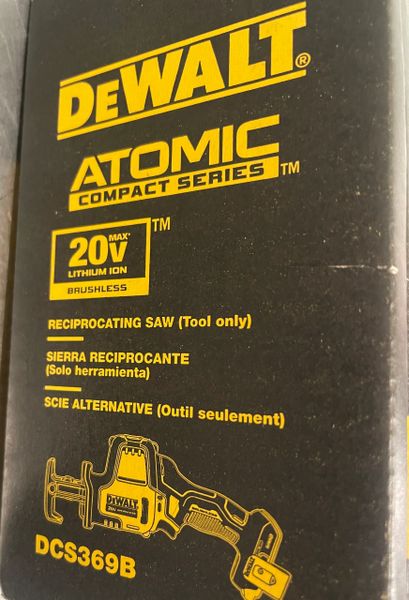 DEWALT®
ATOMIC
COMPACT SERIES™
20V MAX* ™
LITHIUM ION
BRUSHLESS
RECIPROCATING SAW (Tool only)
SIERRA RECIPROCANTE
(Solo herramienta)
SCIE ALTERNATIVE (Outil seulement)
DEWALT
DCS369B